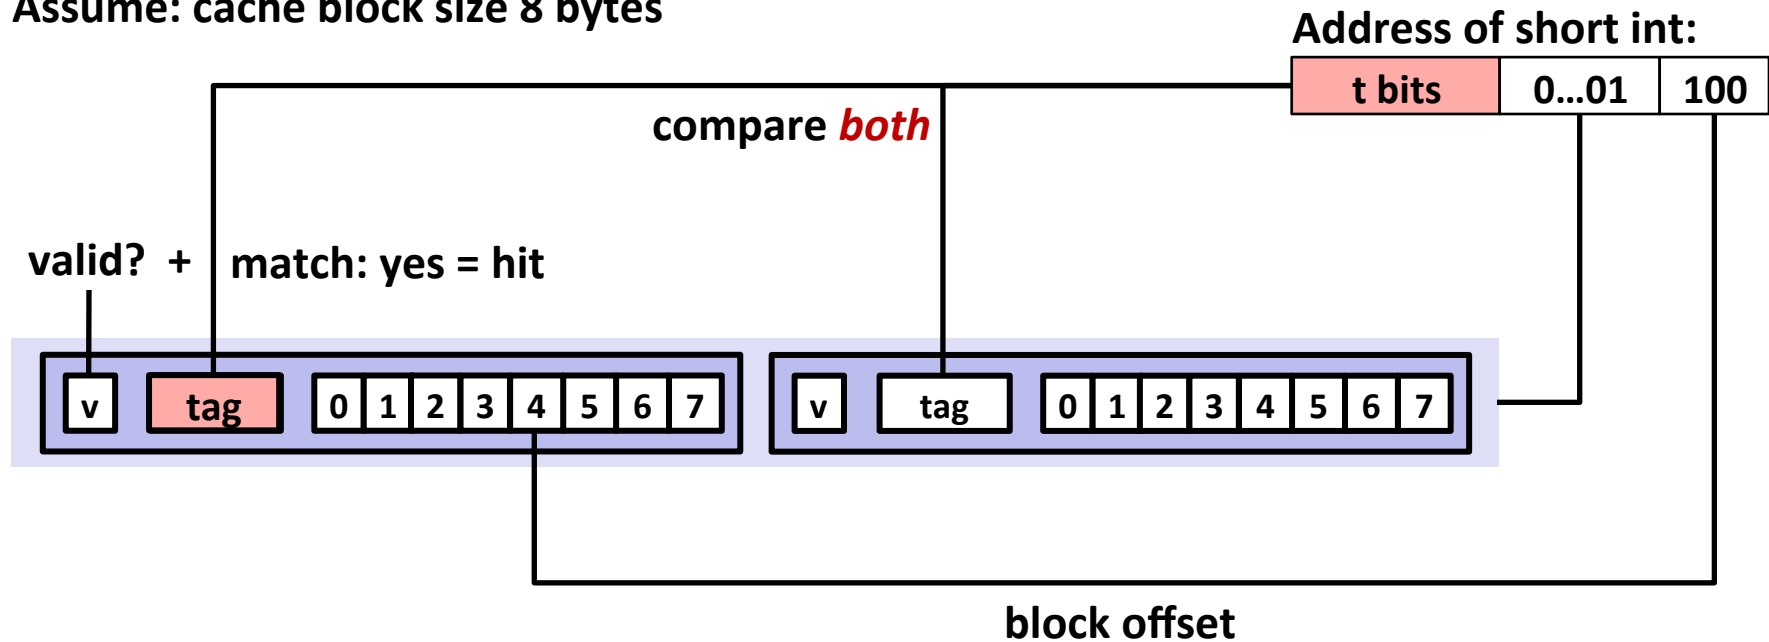 Assume: cache block size 8 bytes
Address of short int:
t bits 0...01 100
compare both
valid? + match: yes = hit
v tag 0 1 2 3 4 5 6 7 v tag 0 1 2 3 4 5 6 7
block offset